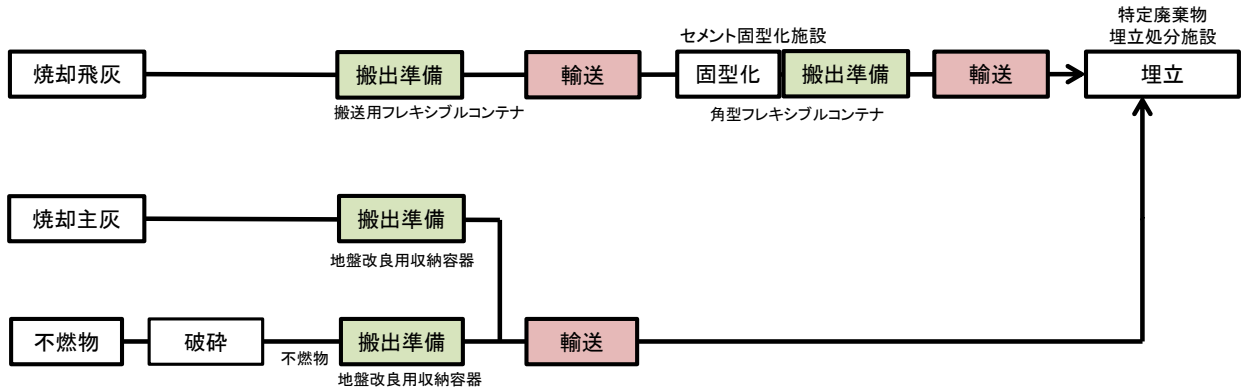 特定廃棄物
埋立処分施設
セメント固型化施設
焼却飛灰
搬出準備
輸送
固型化
搬出準備
輸送
埋立
搬送用フレキシブルコンテナ
角型フレキシブルコンテナ
焼却主灰
搬出準備
地盤改良用収納容器
不燃物
破砕
不燃物
搬出準備
輸送
地盤改良用収納容器